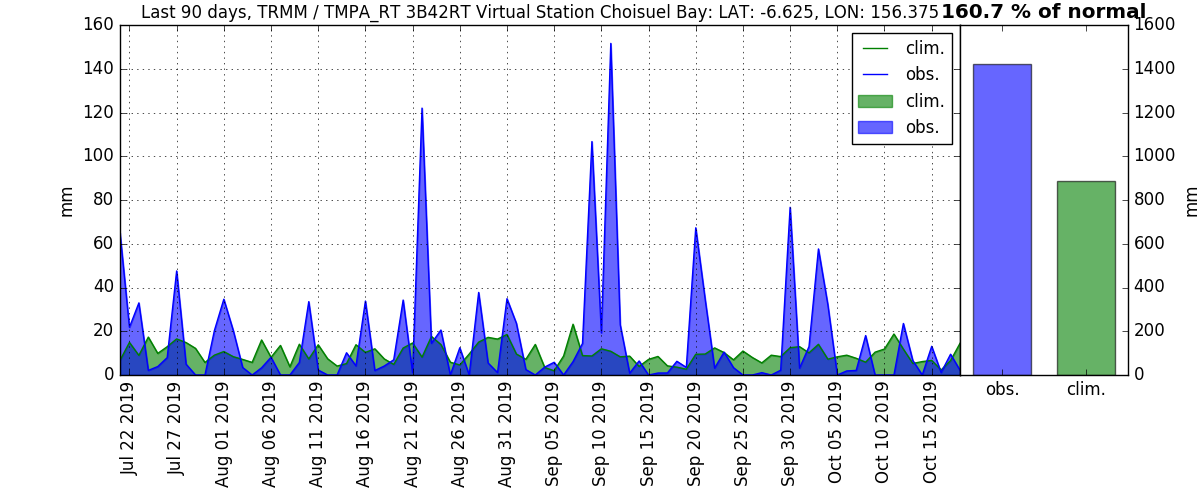 Last 90 days, TRMM / TMPA_RT 3B42RT Virtual Station Choisuel Bay: LAT: -6.625, LON: 156.375
160.7 % of normal
160
140
120
100
80
60
40
20
0
mm
clim.
obs.
clim.
obs.
Jul 22 2019
Jul 27 2019
Aug 01 2019
Aug 06 2019
Aug 11 2019
Aug 16 2019
Aug 21 2019
Aug 26 2019
Aug 31 2019
Sep 05 2019
Sep 10 2019
Sep 15 2019
Sep 20 2019
Sep 25 2019
Sep 30 2019
Oct 05 2019
Oct 10 2019
Oct 15 2019
1600
1400
1200
1000
800
600
400
200
0
mm
obs.
clim.